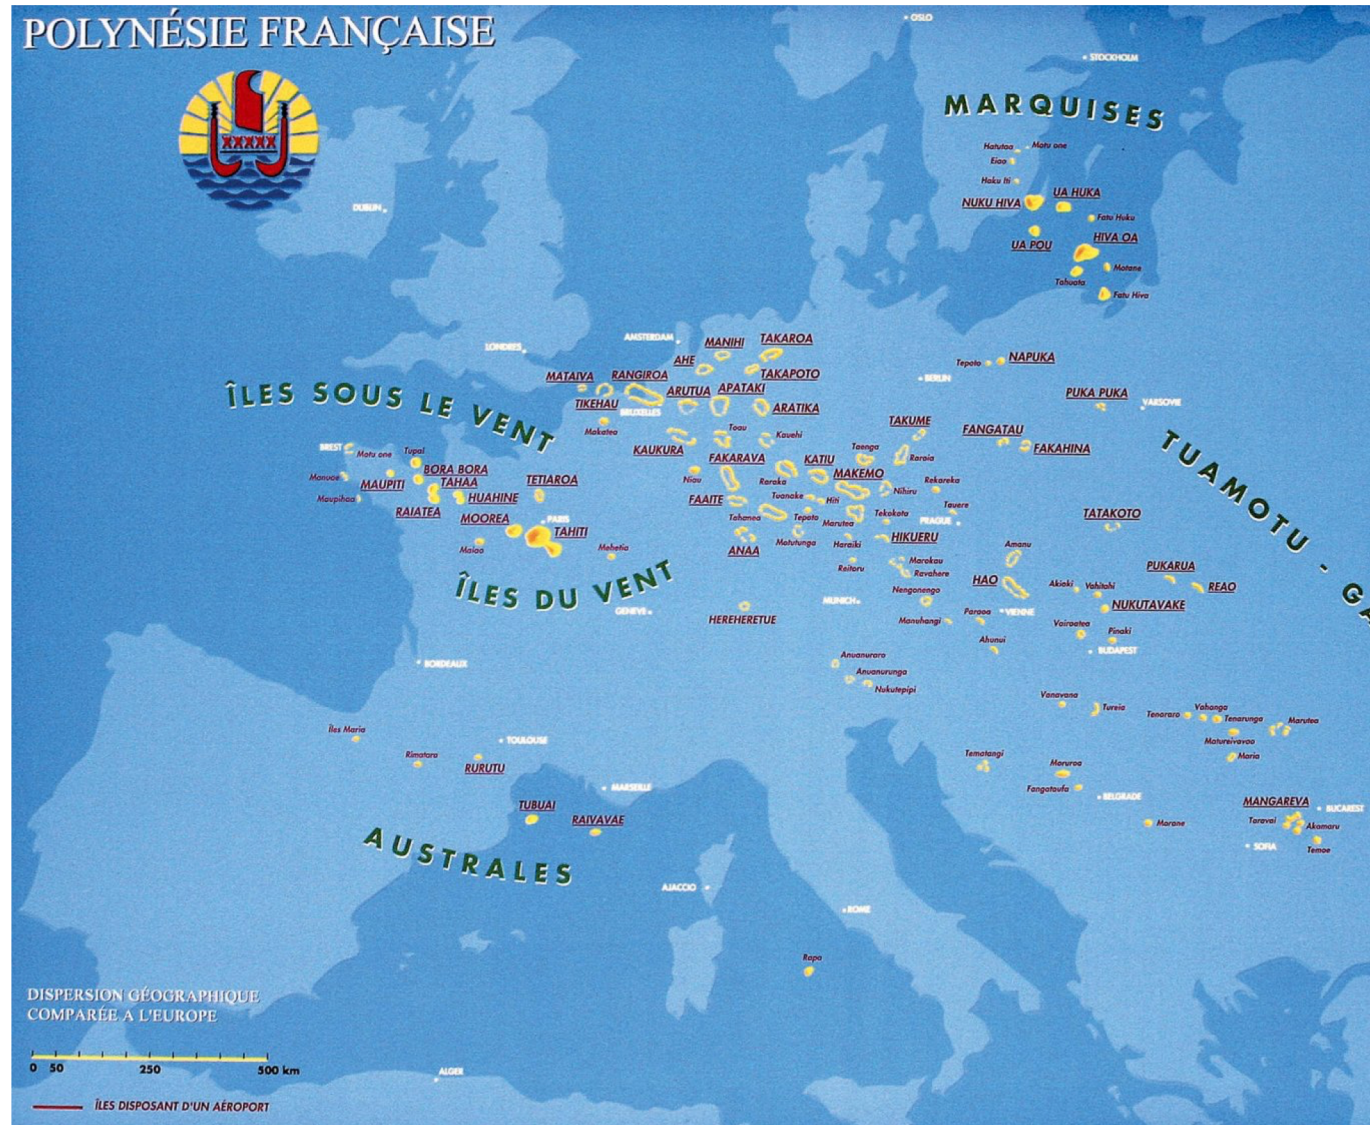 POLYNÉSIE FRANÇAISE
OSLO
STOCKHOLM
MARQUISES
Hatutaa
Motu one
Eiao
Haku Iti
NUKU HIVA
UA HUKA
Fatu Huku
UA POU
HIVA OA
Motane
Tahuata
Fatu Hiva
DUBLIN
LONDRES
AMSTERDAM
MANIHI
TAKAROA
AHE
TAKAPOTO
MATAIVA
RANGIROA
ARUTUA
APATAKI
TIKEHAU
BRUXELLES
ARATIKA
Makatea
BERLIN
Tepoto
NAPUKA
PUKA PUKA
VARSOVIE
ÎLES SOUS LE VENT
TAKUME
FANGATAU
FAKAHINA
TUAMOTU - GA
KAUKURA
Toau
Kauehi
Taenga
Raroia
BREST
Motu one
Tupai
BORA BORA
Manuae
MAUPITI
TAHAA
TETIAROA
Maupihaa
HUAHINE
RAIATEA
MOOREA
PARIS
TAHITI
Maiao
Mehetia
FAKARAVA
Niau
Raraka
KATIU
MAKEMO
Nihiru
Rekareka
FAAITE
Tuanake
Hiti
Tauere
Tahanea
Tepoto
Marutea
Tekokota
PRAGUE
TATAKOTO
ANAA
Motutunga
Haraiki
HIKUERU
Reitoru
Marokau
Ravahere
Amanu
HAO
PUKARUA
REAO
Akiaki
Vahitahi
NUKUTAVAKE
ÎLES DU VENT
GENEVE
HEREHERETUE
MUNICH
Nengonengo
Manuhangi
Paraoa
VIENNE
Ahunui
Vairaatea
Pinaki
BUDAPEST
BORDEAUX
Anuanuraro
Anuanurunga
Nukutepipi
Vanavana
Tureia
Tenararo
Vahanga
Tenarunga
Marutea
Matureivavao
Maria
Îles Maria
Rimatara
TOULOUSE
RURUTU
Tematangi
Moruroa
Fangataufa
BELGRADE
MARSEILLE
TUBUAI
RAIVAVAE
Morane
MANGAREVA
Taravai
Akamaru
BUCAREST
SOFIA
Temoe
AUSTRALES
AJACCIO
ROME
Rapa
DISPERSION GÉOGRAPHIQUE
COMPARÉE A L'EUROPE
0 50 250 500 km
ALGER
ÎLES DISPOSANT D'UN AÉROPORT